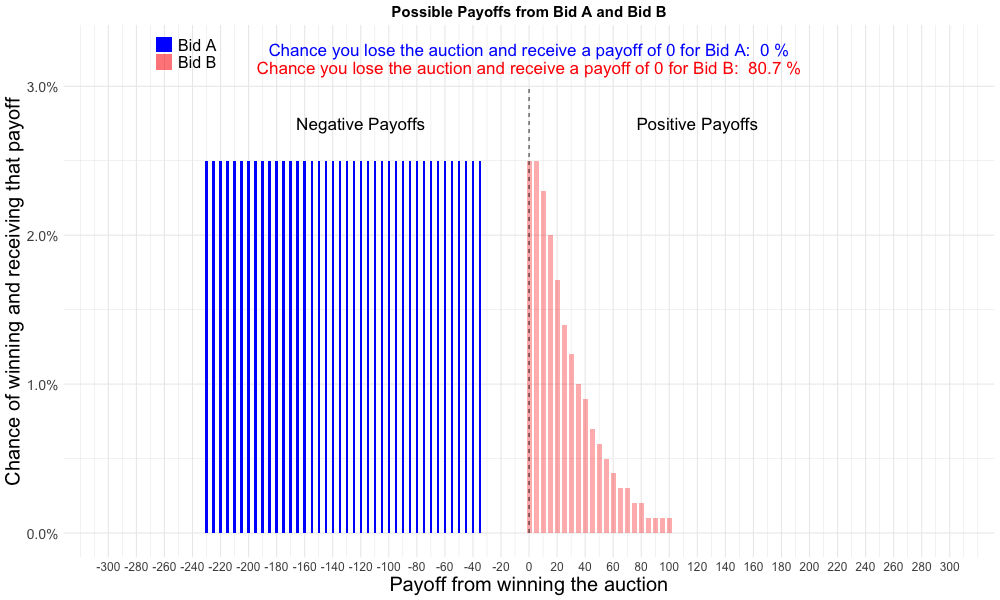 Possible Payoffs from Bid A and Bid B
Bid A
Bid B
Chance you lose the auction and receive a payoff of 0 for Bid A:  0 %
Chance you lose the auction and receive a payoff of 0 for Bid B:  80.7 %
Negative Payoffs
Positive Payoffs
Chance of winning and receiving that payoff
3.0%
2.0%
1.0%
0.0%
-300 -280 -260 -240 -220 -200 -180 -160 -140 -120 -100 -80 -60 -40 -20 0 20 40 60 80 100 120 140 160 180 200 220 240 260 280 300
Payoff from winning the auction